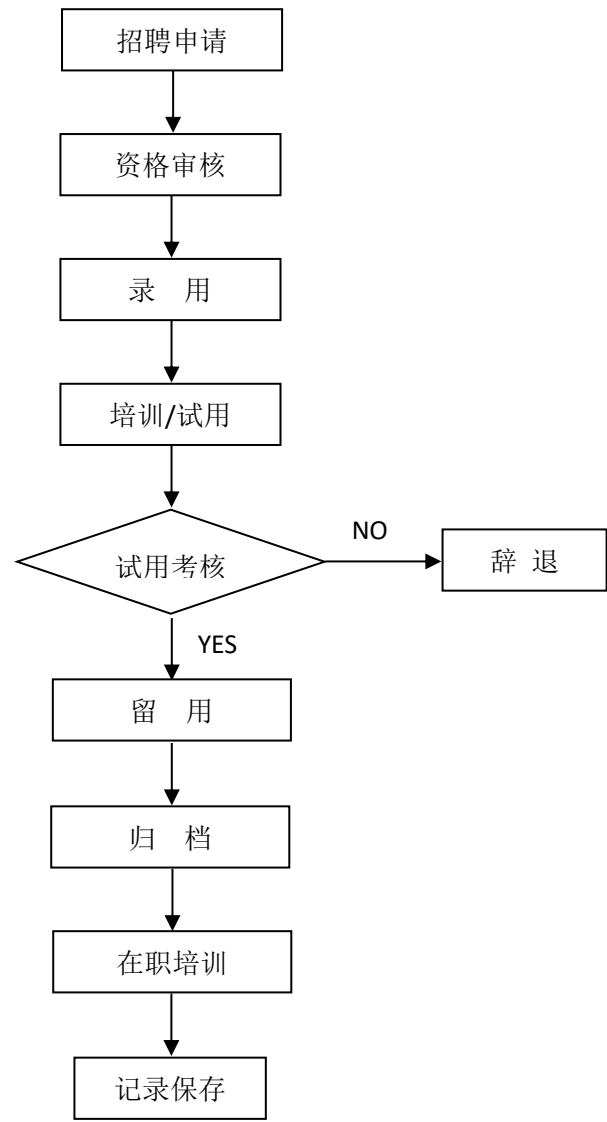 招聘申请
资格审核
录 用
培训/试用
试用考核
NO
辞 退
YES
留 用
归 档
在职培训
记录保存